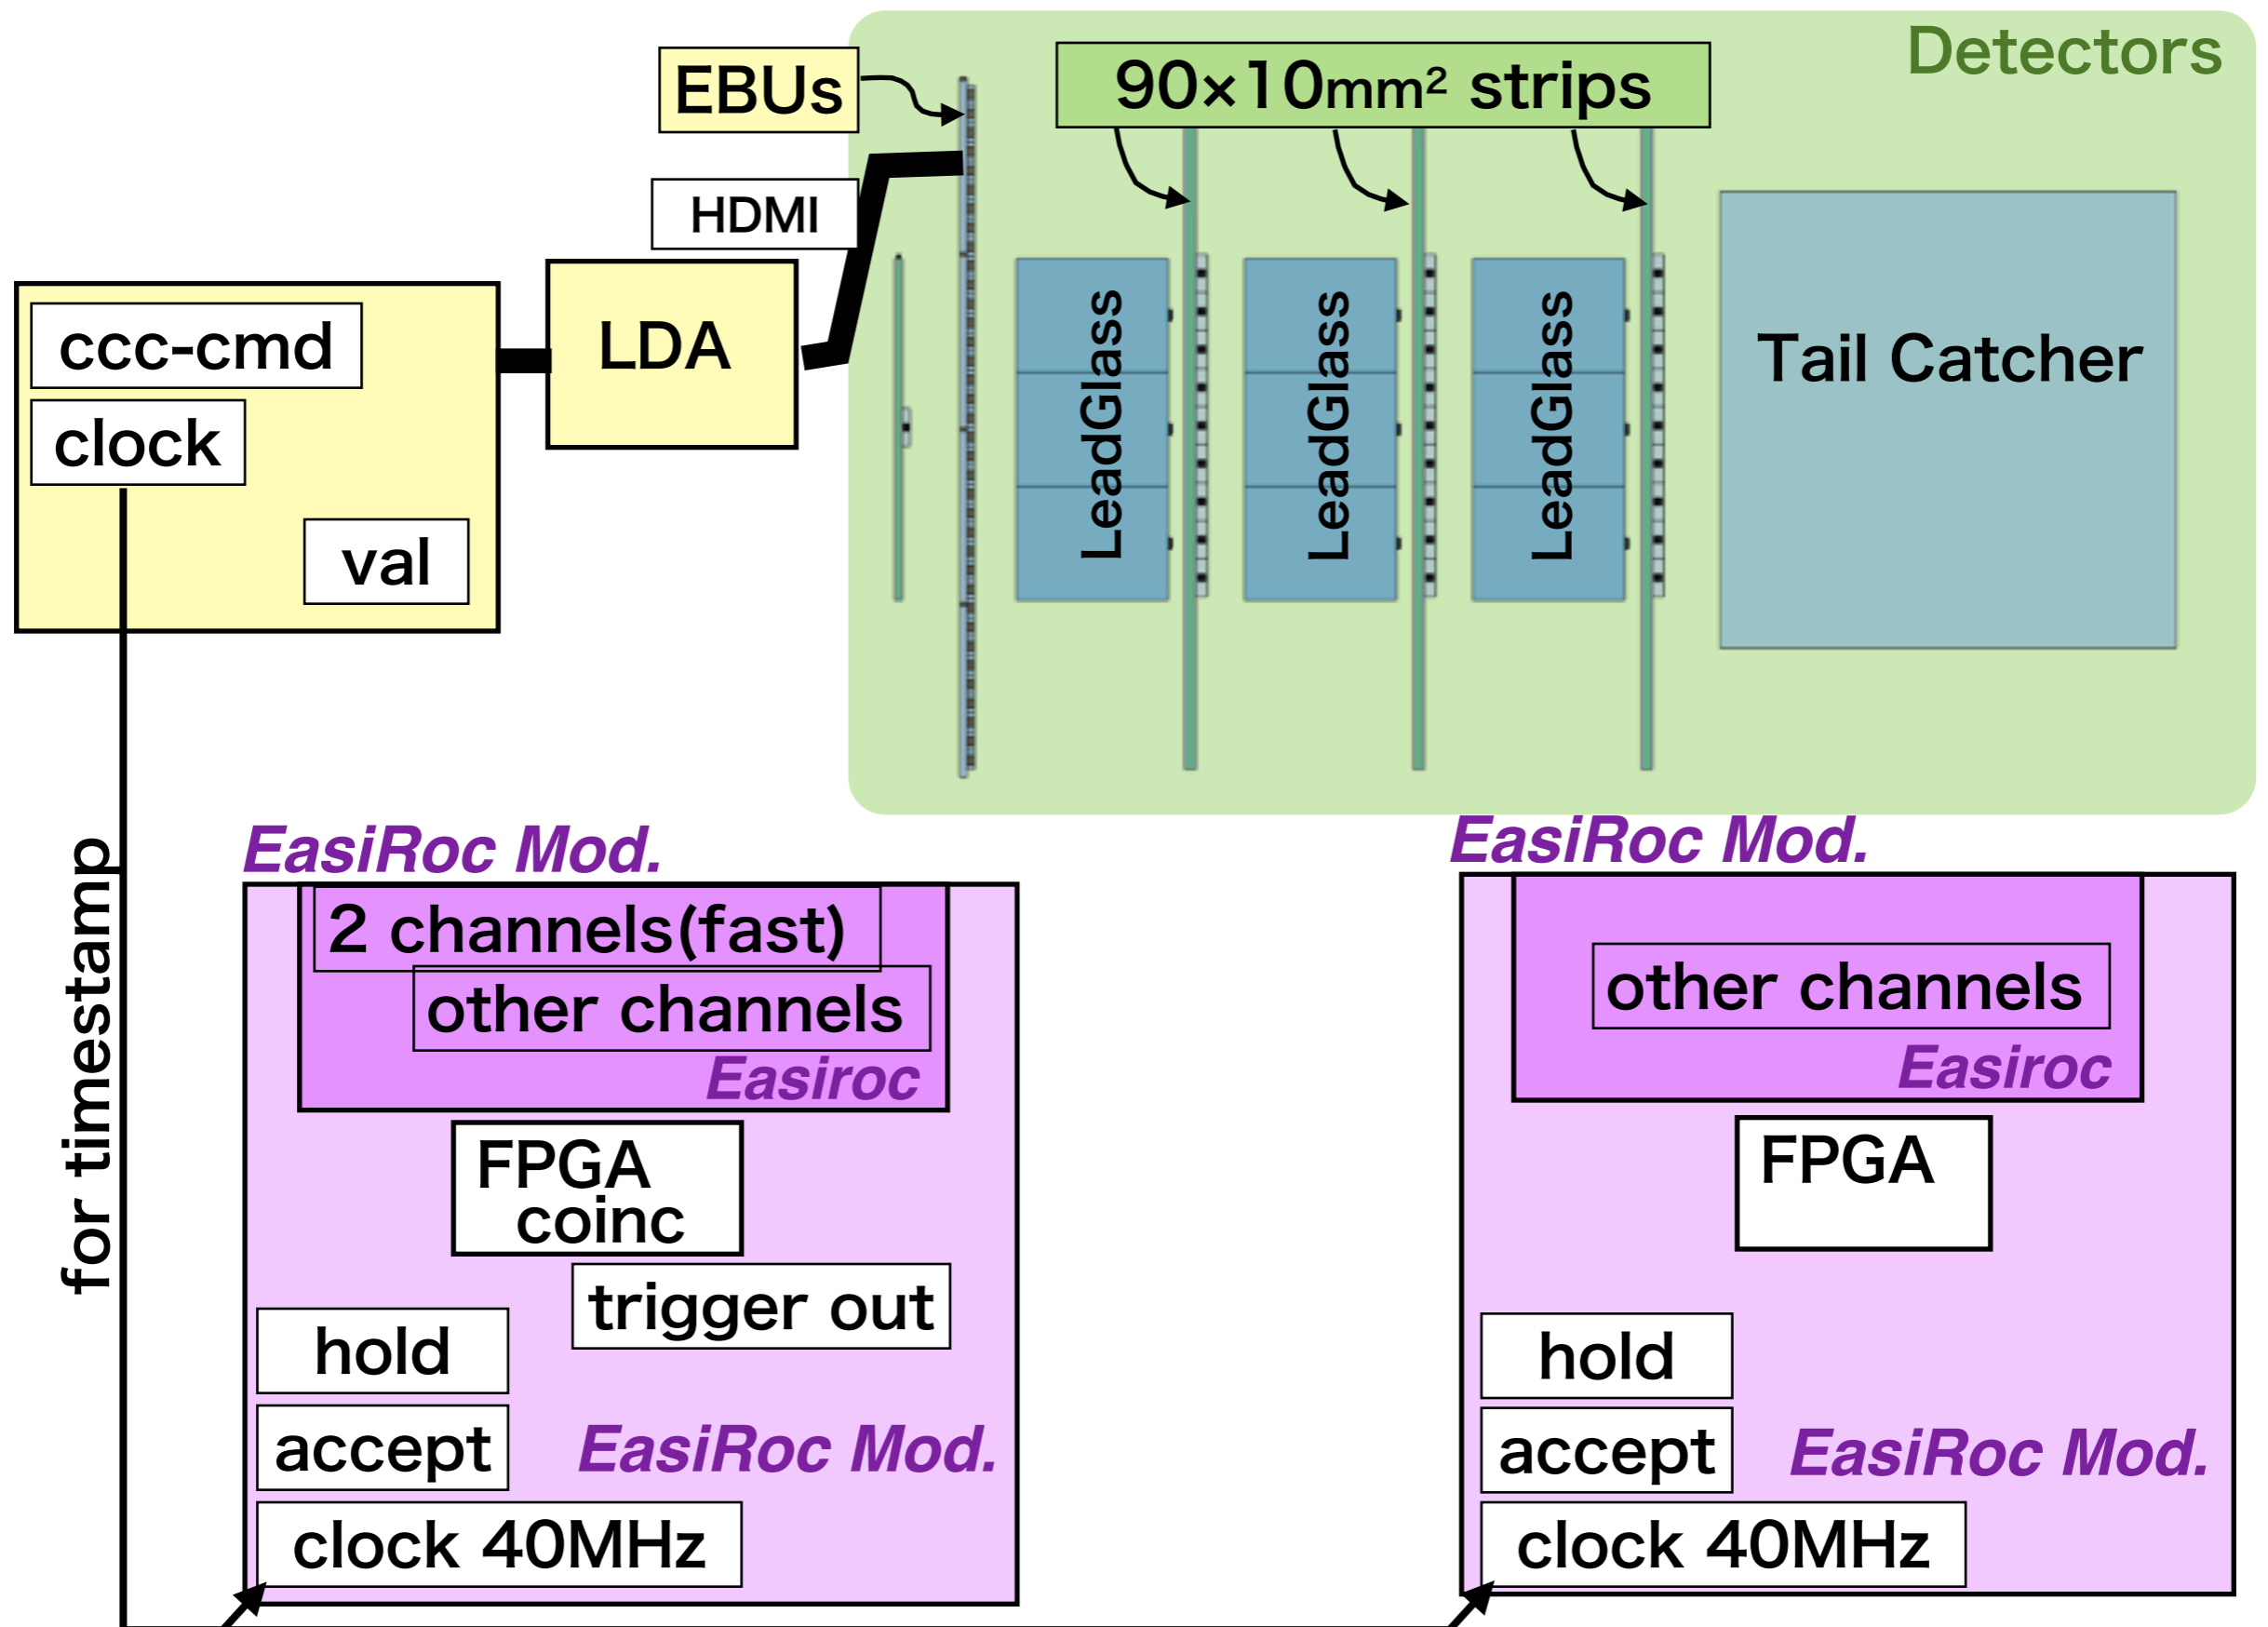 Detectors
EBUs
90×10mm² strips
HDMI
ccc-cmd
LDA
clock
val
LeadGlass
LeadGlass
LeadGlass
Tail Catcher
for timestamp
EasiRoc Mod.
2 channels(fast)
other channels
Easiroc
FPGA
coinc
trigger out
hold
accept
EasiRoc Mod.
clock 40MHz
EasiRoc Mod.
other channels
Easiroc
FPGA
hold
accept
EasiRoc Mod.
clock 40MHz